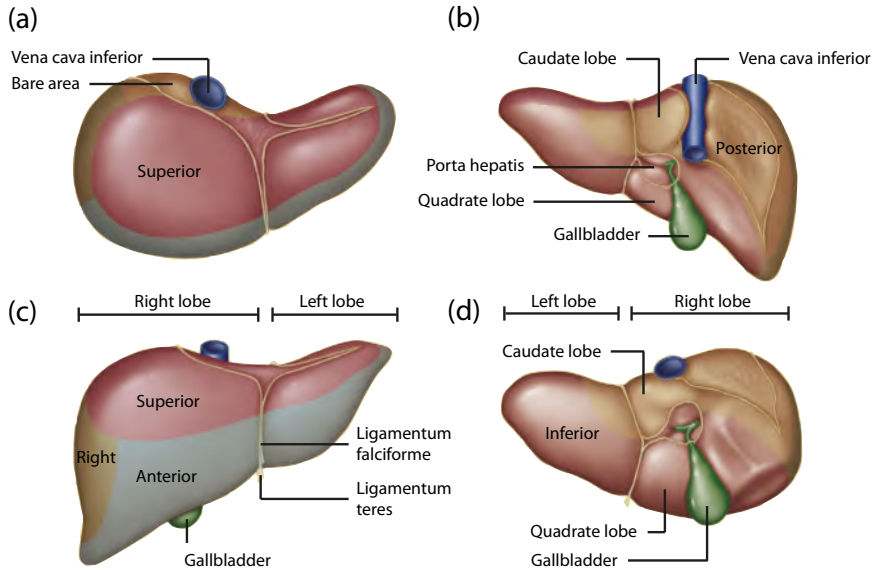 (a)
Vena cava inferior
Bare area
Superior
(b)
Caudate lobe
Vena cava inferior
Posterior
Porta hepatis
Quadrate lobe
Gallbladder
(c)
Right lobe
Left lobe
Superior
Right
Anterior
Ligamentum
falciforme
Ligamentum
teres
Gallbladder
(d)
Left lobe
Right lobe
Caudate lobe
Inferior
Quadrate lobe
Gallbladder